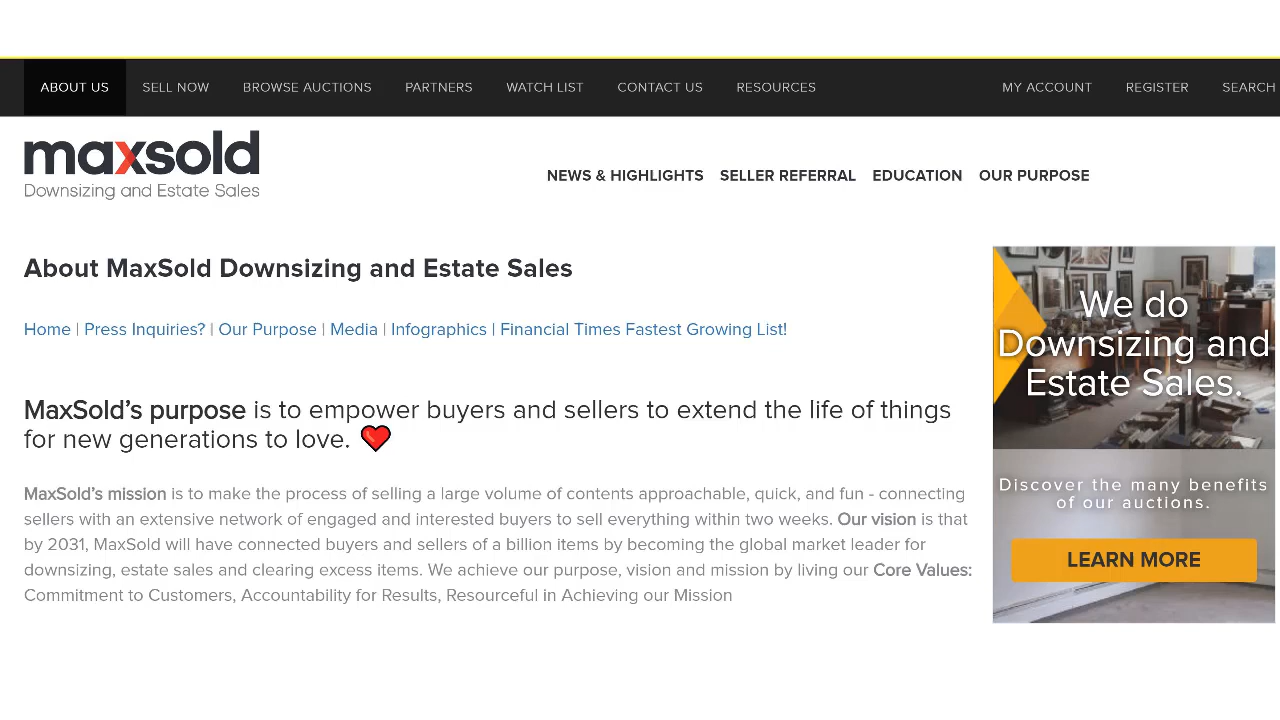 ABOUT US SELL NOW BROWSE AUCTIONS PARTNERS WATCH LIST CONTACT US RESOURCES MY ACCOUNT REGISTER SEARCH
maxsold
Downsizing and Estate Sales
NEWS & HIGHLIGHTS SELLER REFERRAL EDUCATION OUR PURPOSE
About MaxSold Downsizing and Estate Sales
Home | Press Inquiries? | Our Purpose | Media | Infographics | Financial Times Fastest Growing List!
MaxSold's purpose is to empower buyers and sellers to extend the life of things
for new generations to love. ❤️
MaxSold's mission is to make the process of selling a large volume of contents approachable, quick, and fun - connecting
sellers with an extensive network of engaged and interested buyers to sell everything within two weeks. Our vision is that
by 2031, MaxSold will have connected buyers and sellers of a billion items by becoming the global market leader for
downsizing, estate sales and clearing excess items. We achieve our purpose, vision and mission by living our Core Values:
Commitment to Customers, Accountability for Results, Resourceful in Achieving our Mission
We do
Downsizing and
Estate Sales.
Discover the many benefits
of our auctions.
LEARN MORE